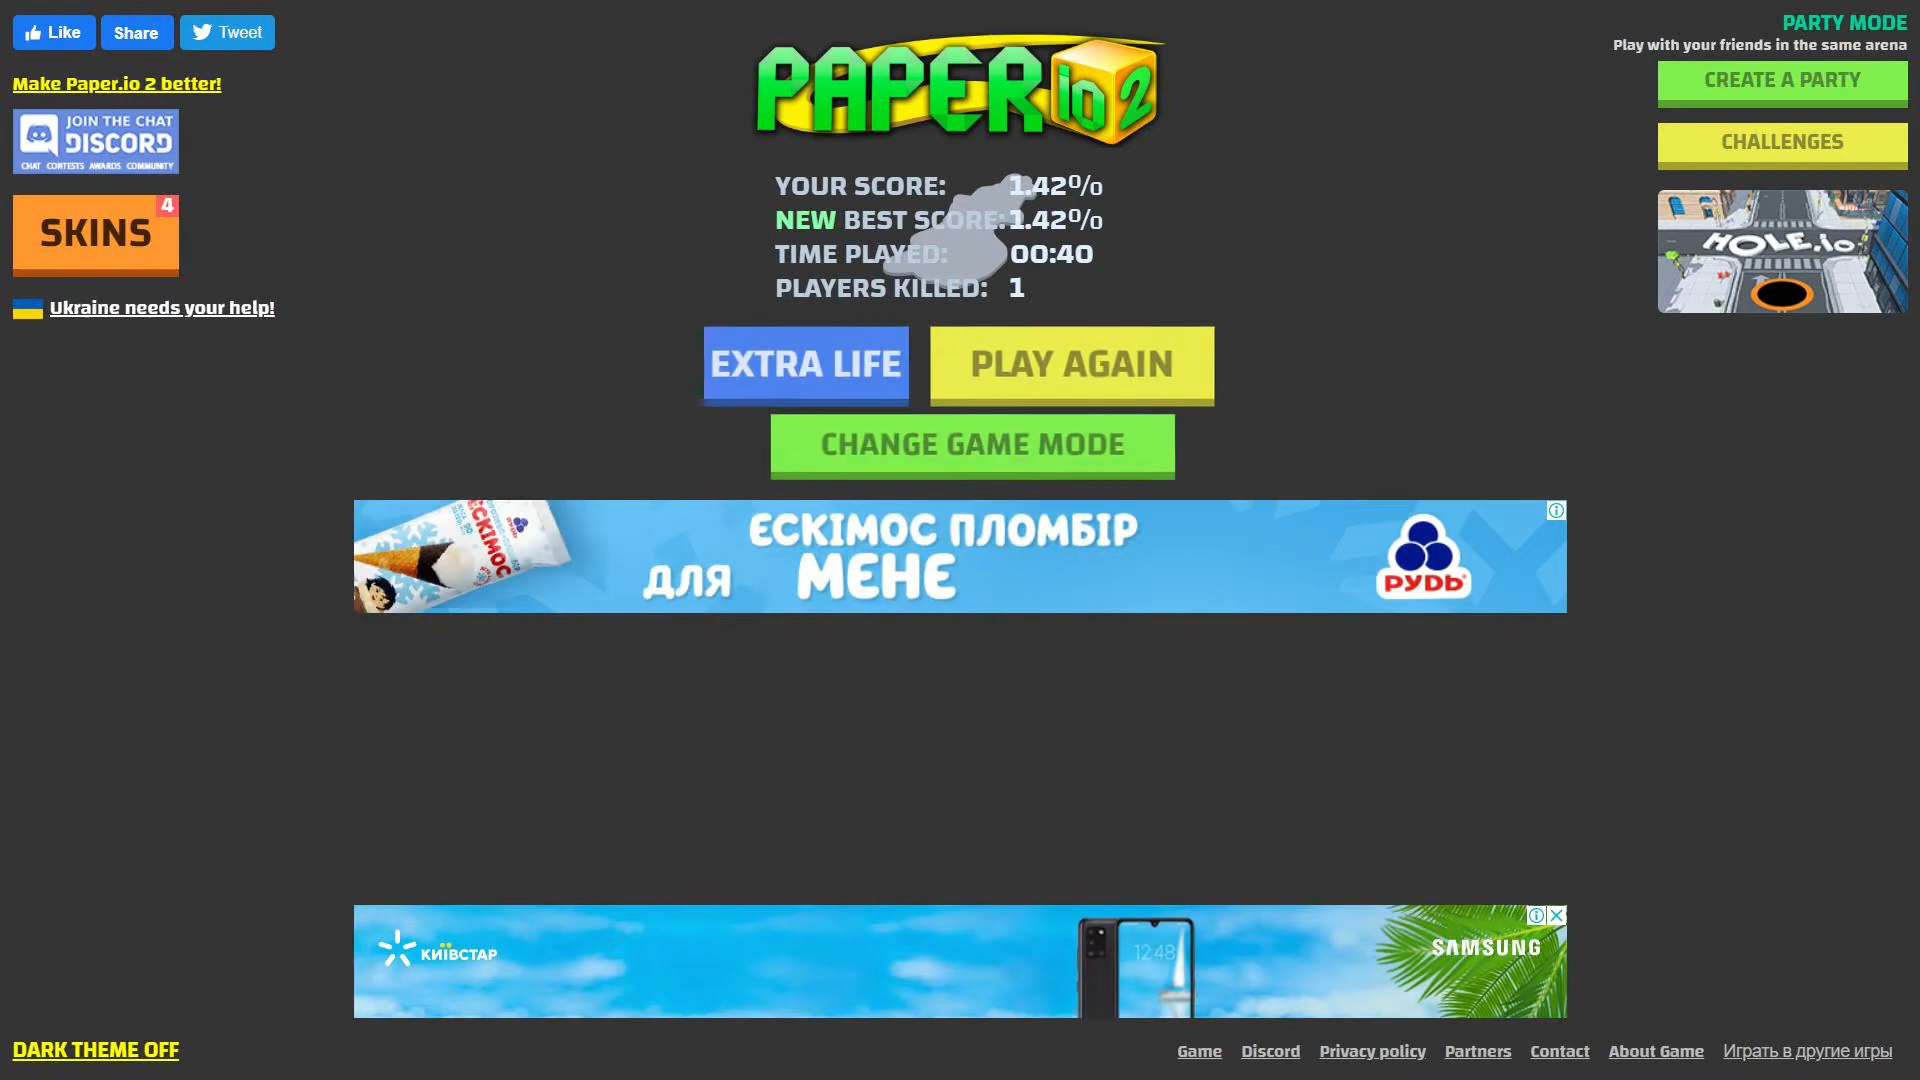 Like Share Tweet
Make Paper.io 2 better!
JOIN THE CHAT
DISCORD
CHAT CONTESTS AWARDS COMMUNITY
SKINS 4
Ukraine needs your help!
PAPER io 2
YOUR SCORE: 1.42%
NEW BEST SCORE: 1.42%
TIME PLAYED: 00:40
PLAYERS KILLED: 1
EXTRA LIFE PLAY AGAIN
CHANGE GAME MODE
PARTY MODE
Play with your friends in the same arena
CREATE A PARTY
CHALLENGES
HOLE.io
ЄСКІМОС
ЄСКІМОС ПЛОМБІР
ДЛЯ МЕНЕ
РУДЬ
КИЇВСТАР
12:48
SAMSUNG
DARK THEME OFF
Game Discord Privacy policy Partners Contact About Game Играть в другие игры